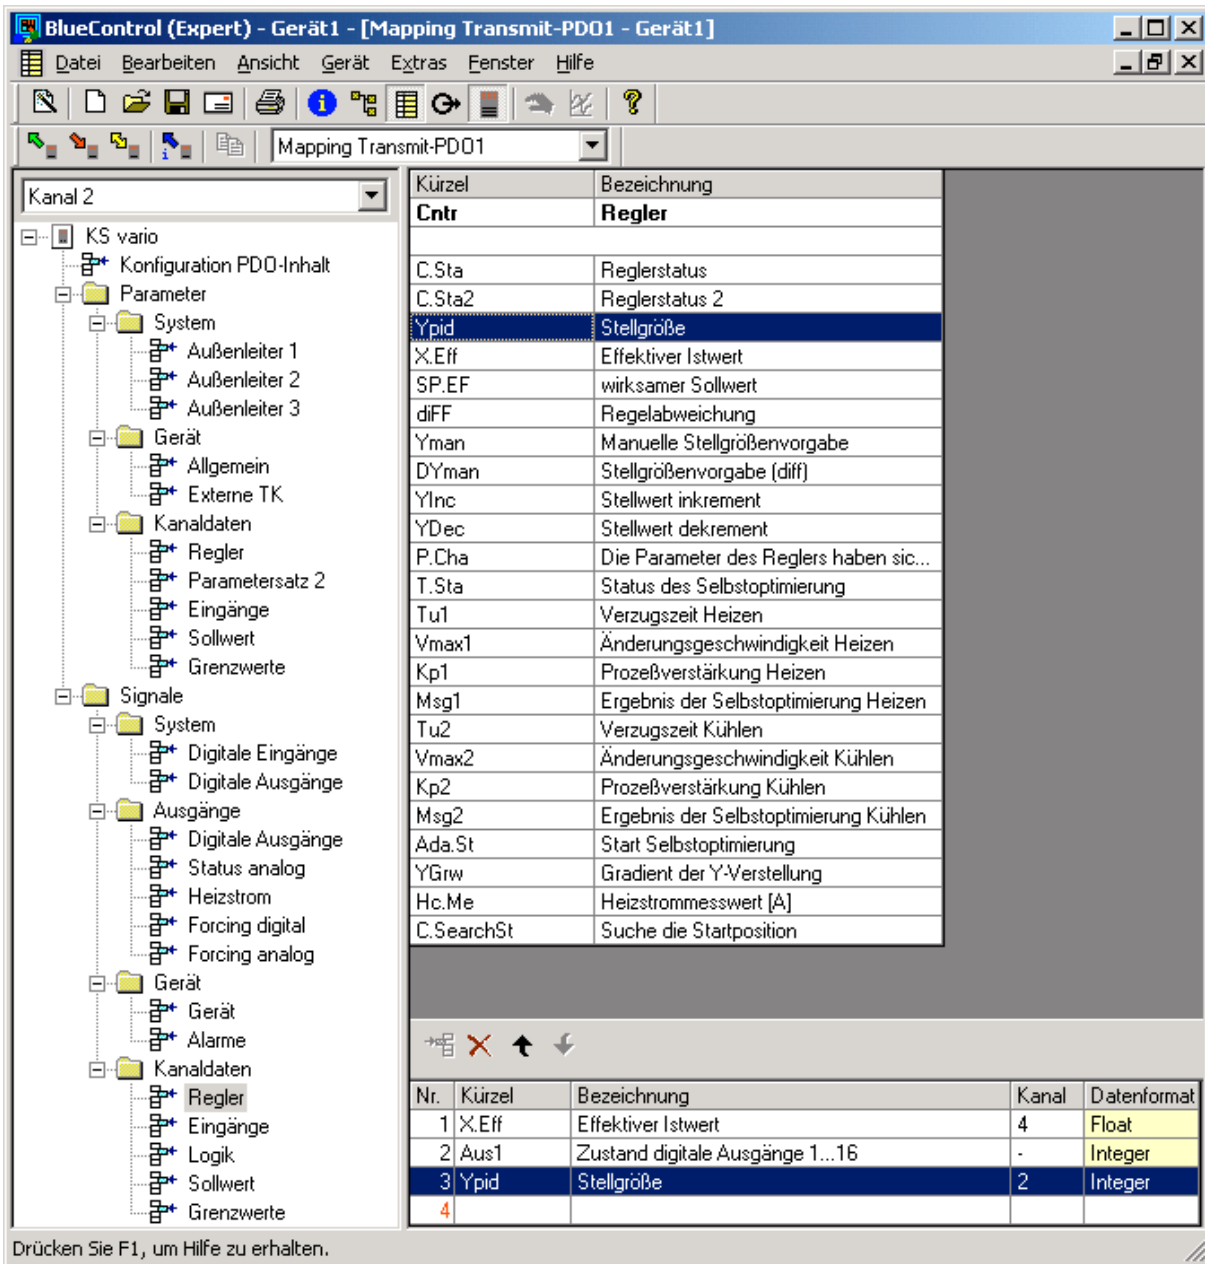 BlueControl (Expert) - Gerät1 - [Mapping Transmit-PDO1 - Gerät1]
Datei Bearbeiten Ansicht Gerät Extras Fenster Hilfe
Mapping Transmit-PDO1
Kanal 2
KS vario
Konfiguration PDO-Inhalt
Parameter
System
Außenleiter 1
Außenleiter 2
Außenleiter 3
Gerät
Allgemein
Externe TK
Kanaldaten
Regler
Parametersatz 2
Eingänge
Sollwert
Grenzwerte
Signale
System
Digitale Eingänge
Digitale Ausgänge
Ausgänge
Digitale Ausgänge
Status analog
Heizstrom
Forcing digital
Forcing analog
Gerät
Gerät
Alarme
Kanaldaten
Regler
Eingänge
Logik
Sollwert
Grenzwerte
Kürzel Bezeichnung
Cntr Regler
C.Sta Reglerstatus
C.Sta2 Reglerstatus 2
Ypid Stellgröße
X.Eff Effektiver Istwert
SP.EF wirksamer Sollwert
diFF Regelabweichung
Yman Manuelle Stellgrößenvorgabe
DYman Stellgrößenvorgabe (diff)
YInc Stellwert inkrement
YDec Stellwert dekrement
P.Cha Die Parameter des Reglers haben sic...
T.Sta Status des Selbstoptimierung
Tu1 Verzugszeit Heizen
Vmax1 Änderungsgeschwindigkeit Heizen
Kp1 Prozeßverstärkung Heizen
Msg1 Ergebnis der Selbstoptimierung Heizen
Tu2 Verzugszeit Kühlen
Vmax2 Änderungsgeschwindigkeit Kühlen
Kp2 Prozeßverstärkung Kühlen
Msg2 Ergebnis der Selbstoptimierung Kühlen
Ada.St Start Selbstoptimierung
YGrw Gradient der Y-Verstellung
Hc.Me Heizstrommesswert [A]
C.SearchSt Suche die Startposition
Nr. Kürzel Bezeichnung Kanal Datenformat
1 X.Eff Effektiver Istwert 4 Float
2 Aus1 Zustand digitale Ausgänge 1...16 - Integer
3 Ypid Stellgröße 2 Integer
4
Drücken Sie F1, um Hilfe zu erhalten.